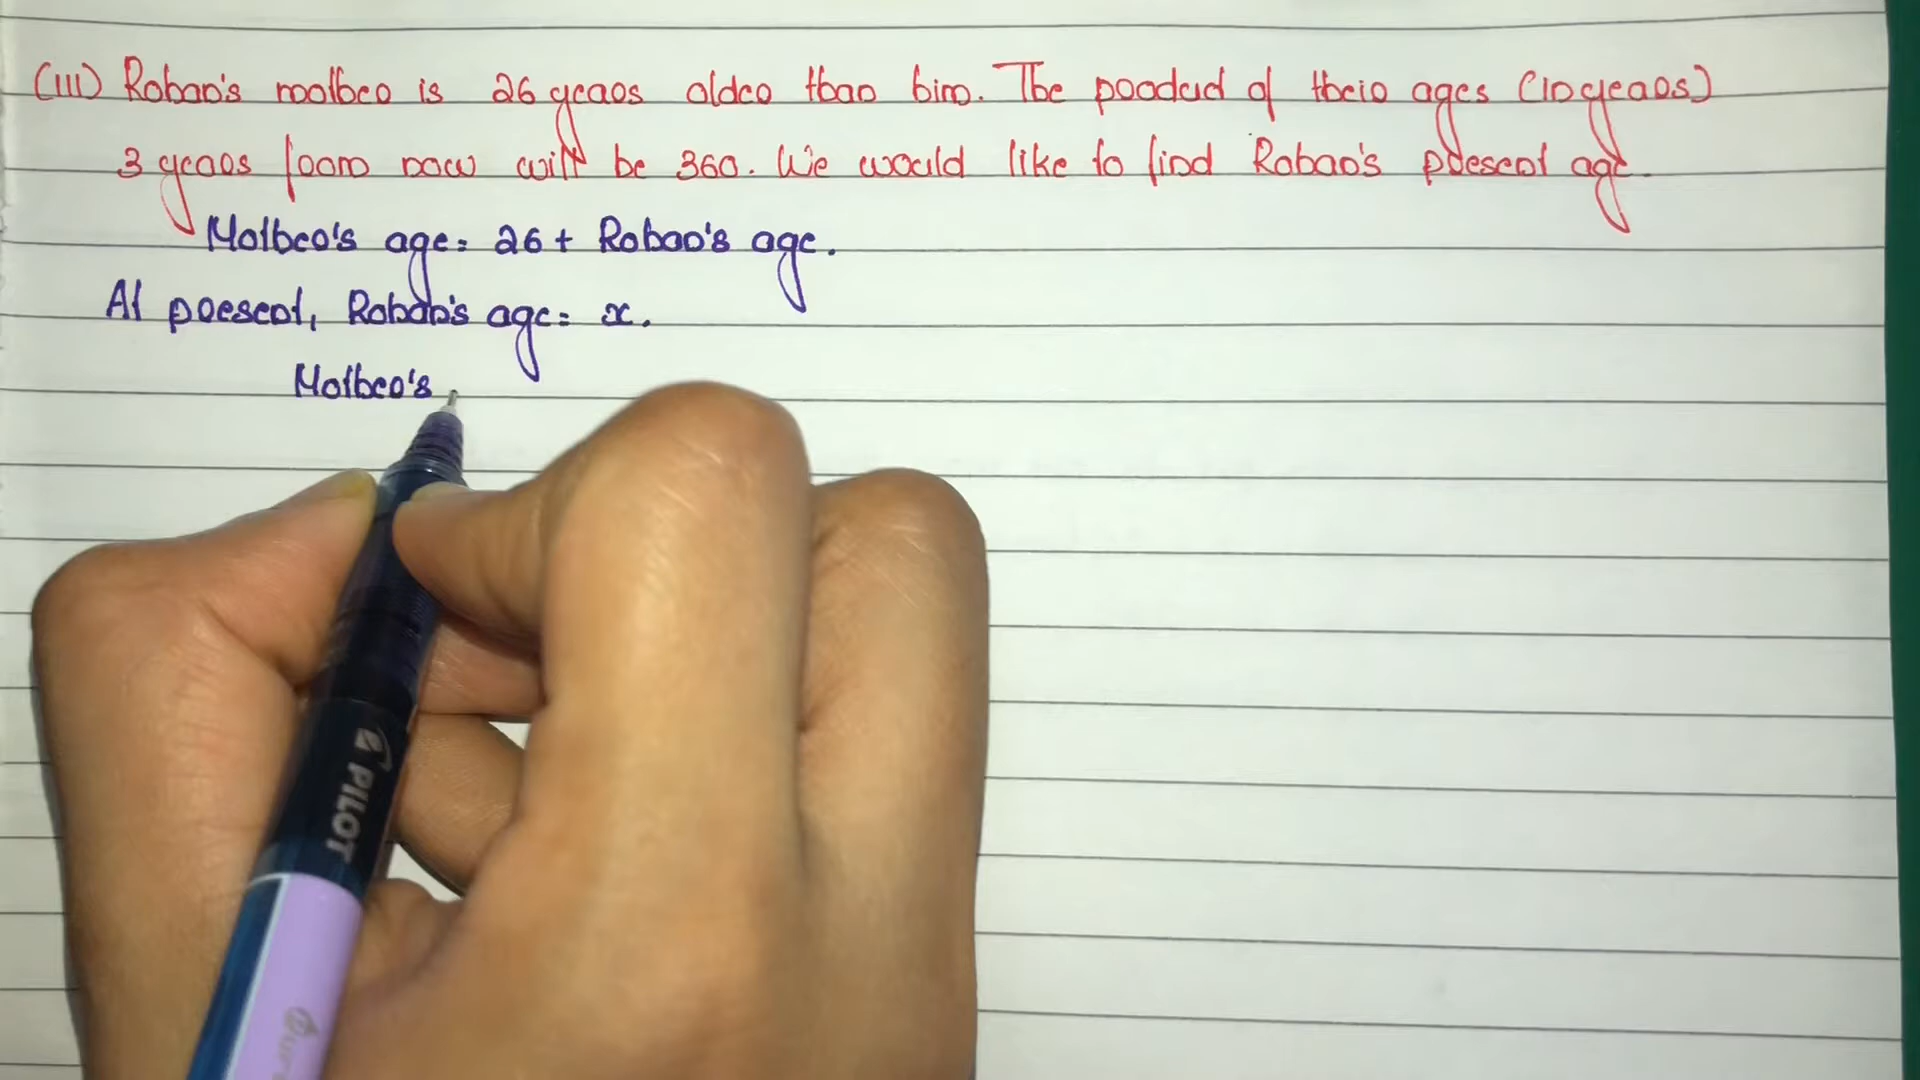 (iii) Rohan's mother is 26 years older than him. The product of their ages (in years)
3 years from now will be 360. We would like to find Rohan's present age.
Mother's age = 26 + Rohan's age.
At present, Rohan's age = x.
Mother's
PILOT
Pure